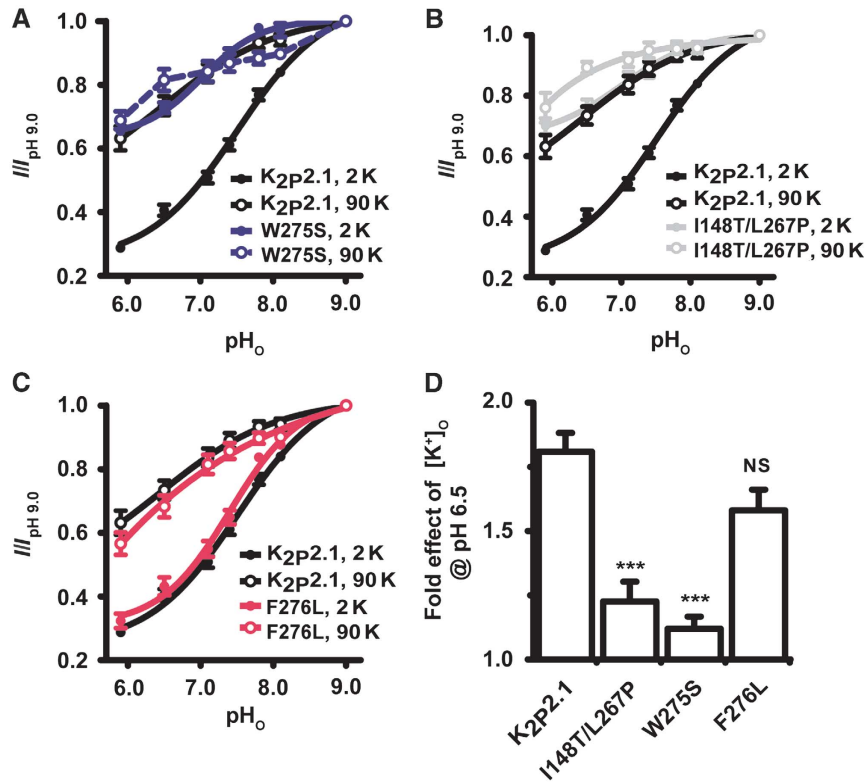 A
1.0
0.8
0.6
0.4
0.2
I/I pH 9.0
6.0 7.0 8.0 9.0
pHO
K2P2.1, 2 K
K2P2.1, 90 K
W275S, 2 K
W275S, 90 K
B
1.0
0.8
0.6
0.4
0.2
I/I pH 9.0
6.0 7.0 8.0 9.0
pHO
K2P2.1, 2 K
K2P2.1, 90 K
I148T/L267P, 2 K
I148T/L267P, 90 K
C
1.0
0.8
0.6
0.4
0.2
I/I pH 9.0
6.0 7.0 8.0 9.0
pHO
K2P2.1, 2 K
K2P2.1, 90 K
F276L, 2 K
F276L, 90 K
D
2.0
1.5
1.0
Fold effect of [K+]O
@ pH 6.5
***
***
NS
K2P2.1
I148T/L267P
W275S
F276L